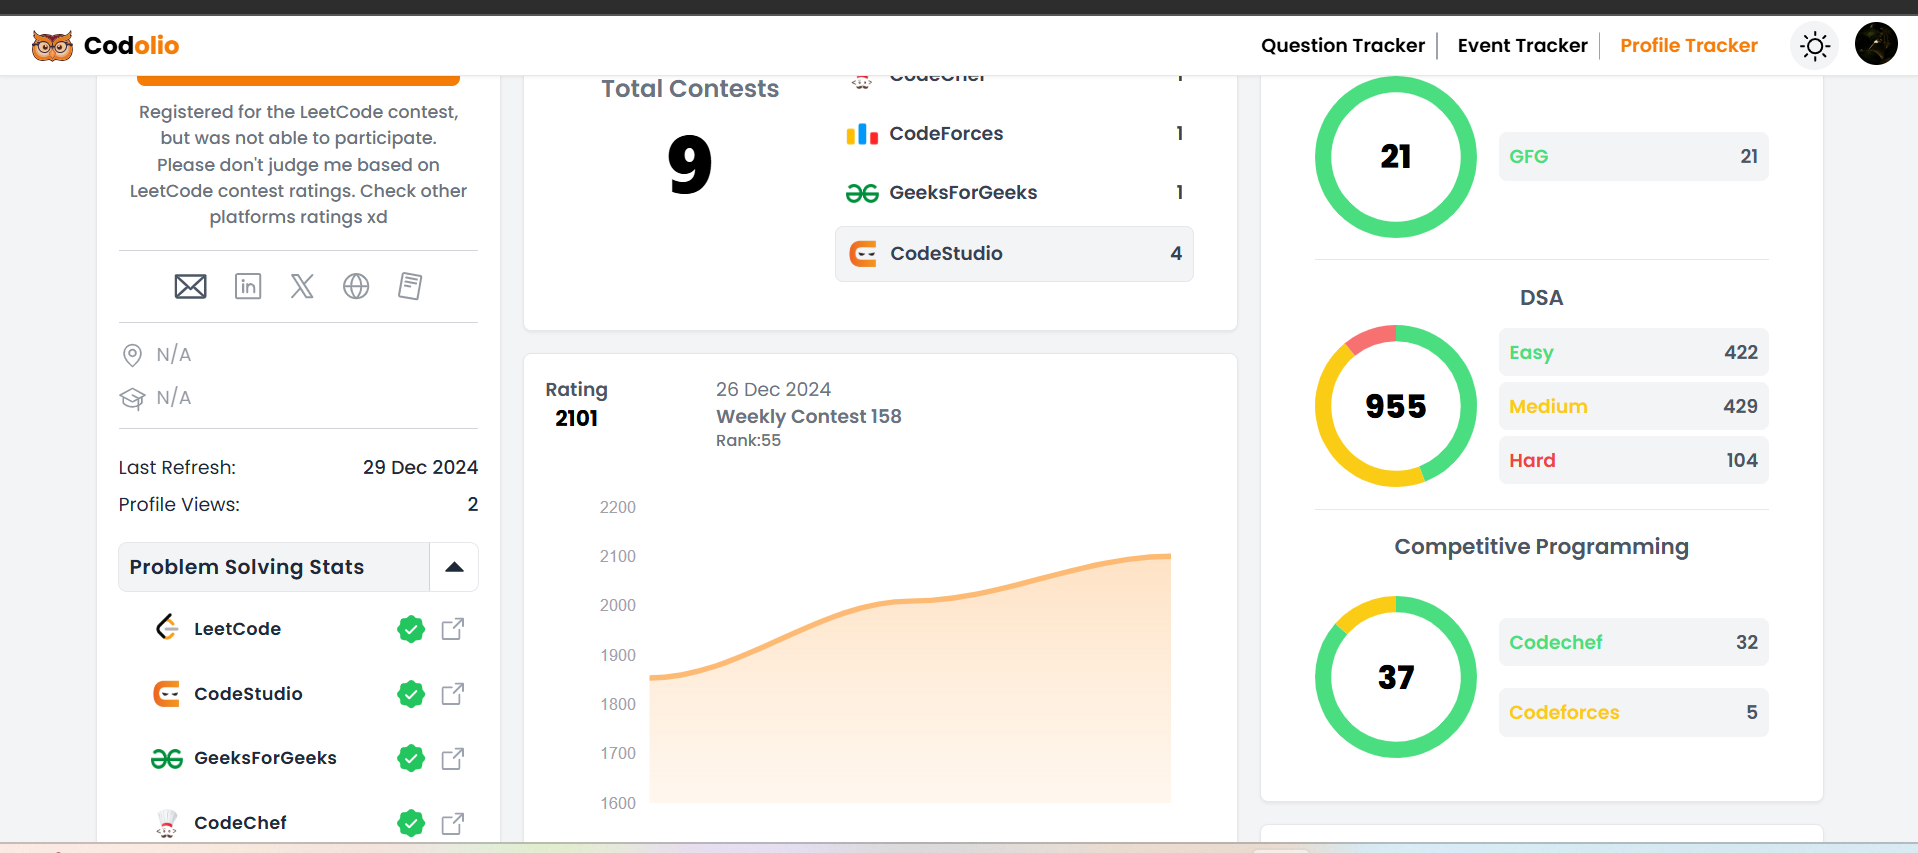 Codolio
Question Tracker
Event Tracker
Profile Tracker
Registered for the LeetCode contest,
but was not able to participate.
Please don't judge me based on
LeetCode contest ratings. Check other
platforms ratings xd
N/A
N/A
Last Refresh: 29 Dec 2024
Profile Views: 2
Problem Solving Stats
LeetCode
CodeStudio
GeeksForGeeks
CodeChef
Total Contests
9
CodeChef 1
CodeForces 1
GeeksForGeeks 1
CodeStudio 4
Rating
2101
26 Dec 2024
Weekly Contest 158
Rank:55
2200
2100
2000
1900
1800
1700
1600
21
GFG 21
DSA
955
Easy 422
Medium 429
Hard 104
Competitive Programming
37
Codechef 32
Codeforces 5